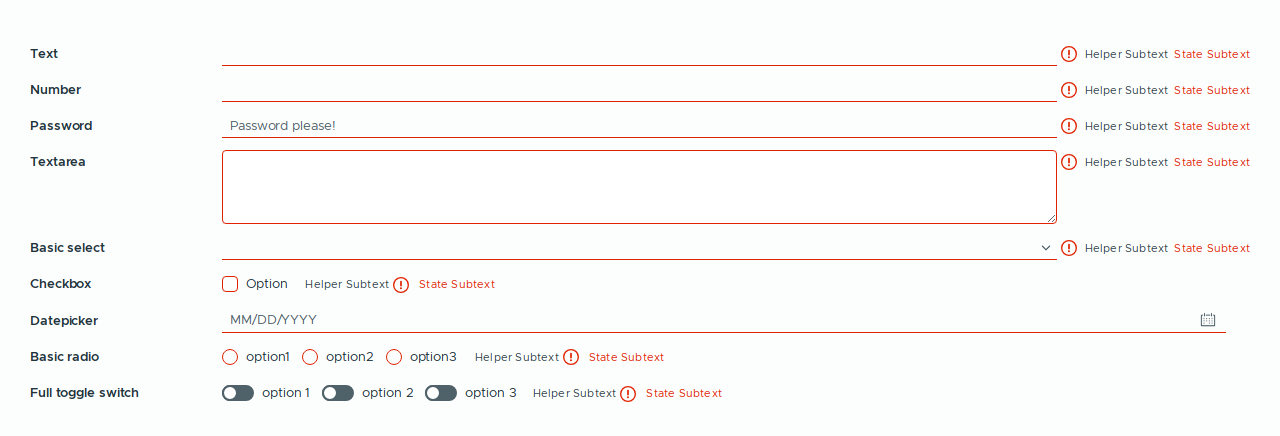 Text Helper Subtext State Subtext
Number Helper Subtext State Subtext
Password Password please! Helper Subtext State Subtext
Textarea Helper Subtext State Subtext
Basic select Helper Subtext State Subtext
Checkbox Option Helper Subtext State Subtext
Datepicker MM/DD/YYYY
Basic radio option1 option2 option3 Helper Subtext State Subtext
Full toggle switch option 1 option 2 option 3 Helper Subtext State Subtext